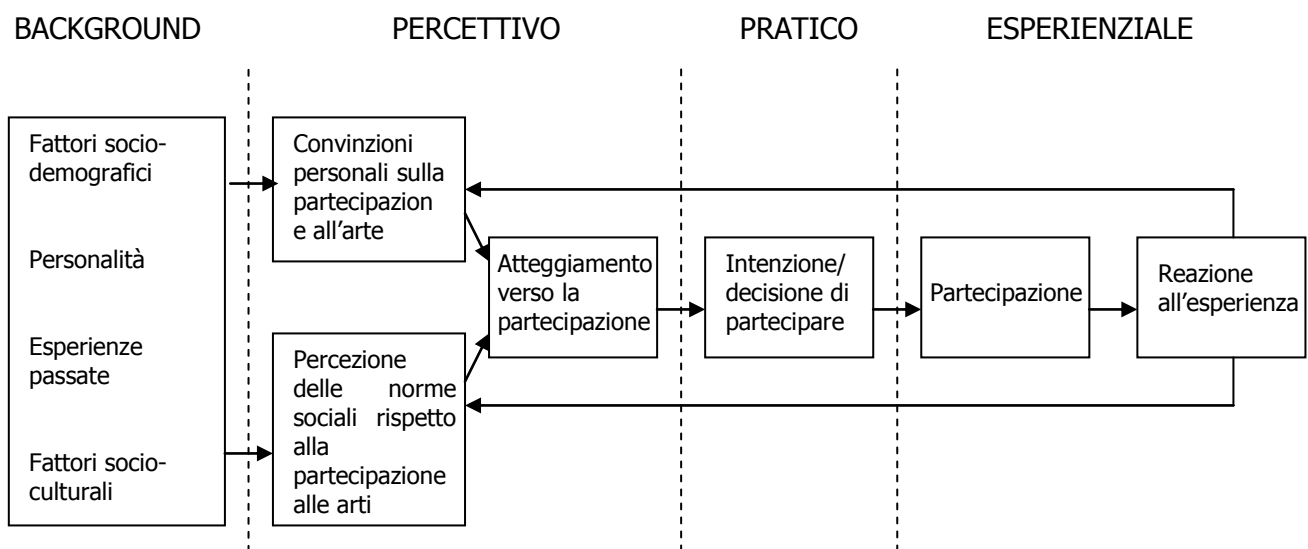 BACKGROUND
PERCETTIVO
PRATICO
ESPERIENZIALE
Fattori socio-
demografici
Personalità
Esperienze
passate
Fattori socio-
culturali
Convinzioni
personali sulla
partecipazion
e all'arte
Percezione
delle norme
sociali rispetto
alla
partecipazione
alle arti
Atteggiamento
verso la
partecipazione
Intenzione/
decisione di
partecipare
Partecipazione
Reazione
all'esperienza